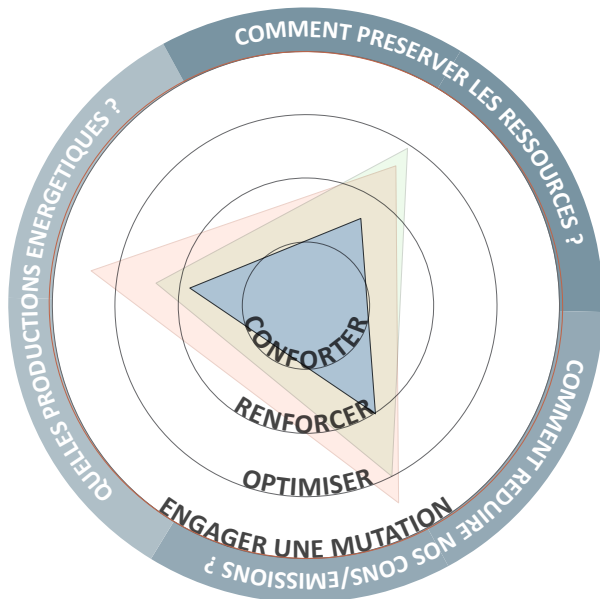 COMMENT PRESERVER LES RESSOURCES ?
QUELLES PRODUCTIONS ENERGETIQUES ?
COMMENT REDUIRE NOS CONS/EMISSIONS ?
CONFORTER
RENFORCER
OPTIMISER
ENGAGER UNE MUTATION